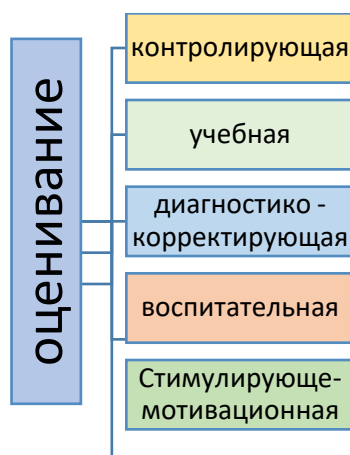 оценивание
контролирующая
учебная
диагностико -
корректирующая
воспитательная
Стимулирующе-
мотивационная